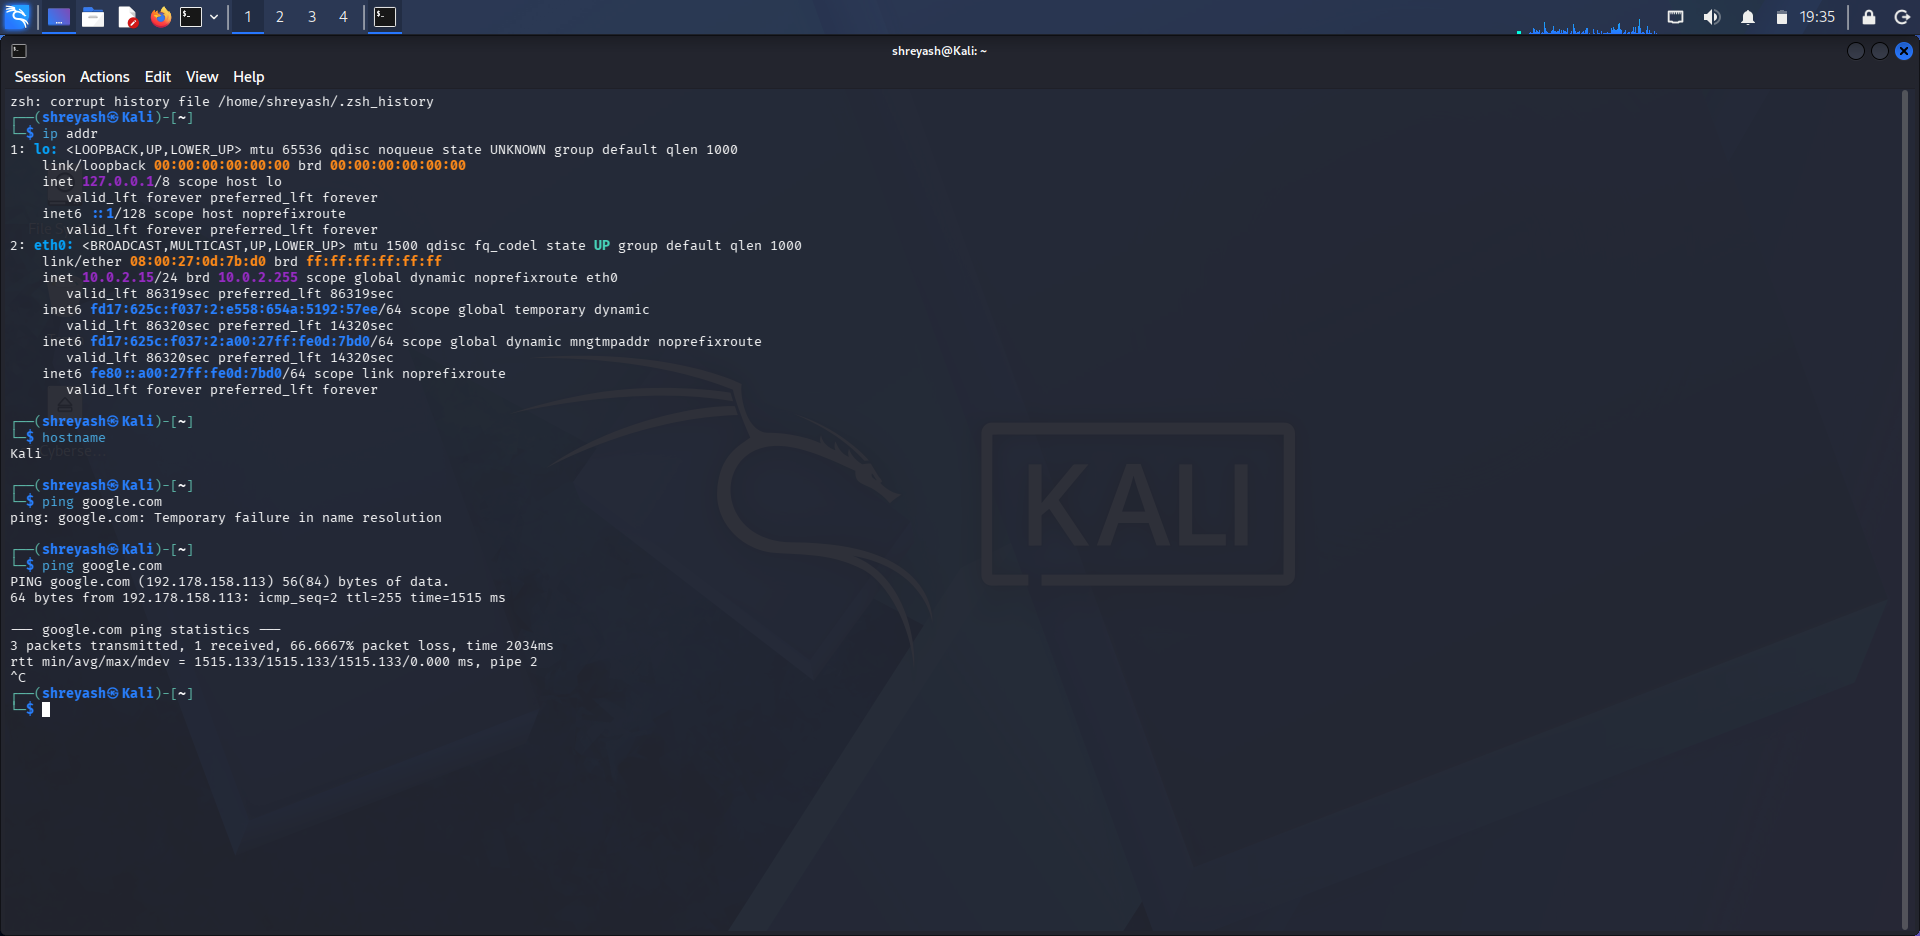 1 2 3 4 19:35
shreyash@Kali: ~
Session Actions Edit View Help
zsh: corrupt history file /home/shreyash/.zsh_history
┌──(shreyash㉿Kali)-[~]
└─$ ip addr
1: lo: <LOOPBACK,UP,LOWER_UP> mtu 65536 qdisc noqueue state UNKNOWN group default qlen 1000
    link/loopback 00:00:00:00:00:00 brd 00:00:00:00:00:00
    inet 127.0.0.1/8 scope host lo
       valid_lft forever preferred_lft forever
    inet6 ::1/128 scope host noprefixroute
       valid_lft forever preferred_lft forever
2: eth0: <BROADCAST,MULTICAST,UP,LOWER_UP> mtu 1500 qdisc fq_codel state UP group default qlen 1000
    link/ether 08:00:27:0d:7b:d0 brd ff:ff:ff:ff:ff:ff
    inet 10.0.2.15/24 brd 10.0.2.255 scope global dynamic noprefixroute eth0
       valid_lft 86319sec preferred_lft 86319sec
    inet6 fd17:625c:f037:2:e558:654a:5192:57ee/64 scope global temporary dynamic
       valid_lft 86320sec preferred_lft 14320sec
    inet6 fd17:625c:f037:2:a00:27ff:fe0d:7bd0/64 scope global dynamic mngtmpaddr noprefixroute
       valid_lft 86320sec preferred_lft 14320sec
    inet6 fe80::a00:27ff:fe0d:7bd0/64 scope link noprefixroute
       valid_lft forever preferred_lft forever
┌──(shreyash㉿Kali)-[~]
└─$ hostname
Kali
┌──(shreyash㉿Kali)-[~]
└─$ ping google.com
ping: google.com: Temporary failure in name resolution
┌──(shreyash㉿Kali)-[~]
└─$ ping google.com
PING google.com (192.178.158.113) 56(84) bytes of data.
64 bytes from 192.178.158.113: icmp_seq=2 ttl=255 time=1515 ms
--- google.com ping statistics ---
3 packets transmitted, 1 received, 66.6667% packet loss, time 2034ms
rtt min/avg/max/mdev = 1515.133/1515.133/1515.133/0.000 ms, pipe 2
^C
┌──(shreyash㉿Kali)-[~]
└─$
KALI